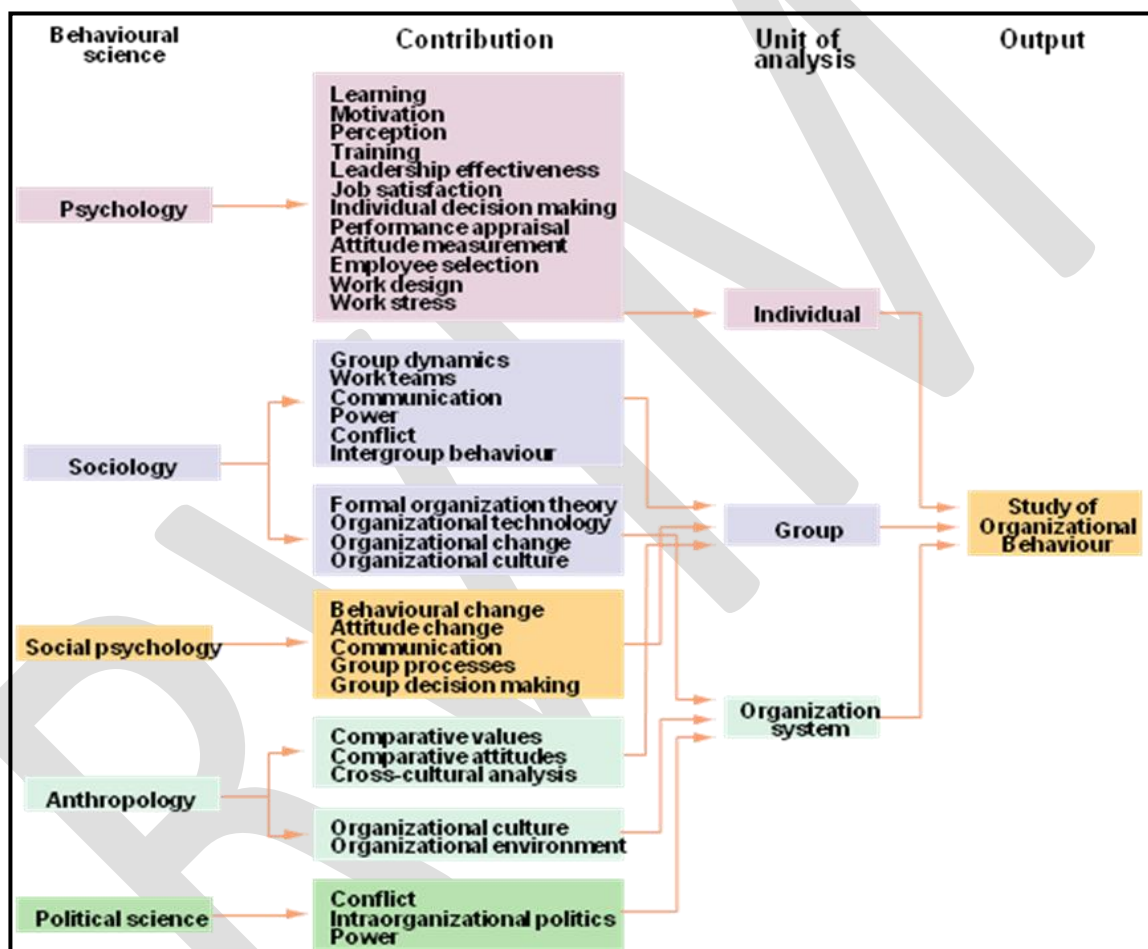 Behavioural
science
Contribution
Unit of
analysis
Output
Psychology
Learning
Motivation
Perception
Training
Leadership effectiveness
Job satisfaction
Individual decision making
Performance appraisal
Attitude measurement
Employee selection
Work design
Work stress
Individual
Sociology
Group dynamics
Work teams
Communication
Power
Conflict
Intergroup behaviour
Formal organization theory
Organizational technology
Organizational change
Organizational culture
Group
Study of
Organizational
Behaviour
Social psychology
Behavioural change
Attitude change
Communication
Group processes
Group decision making
Organization
system
Anthropology
Comparative values
Comparative attitudes
Cross-cultural analysis
Organizational culture
Organizational environment
Political science
Conflict
Intraorganizational politics
Power